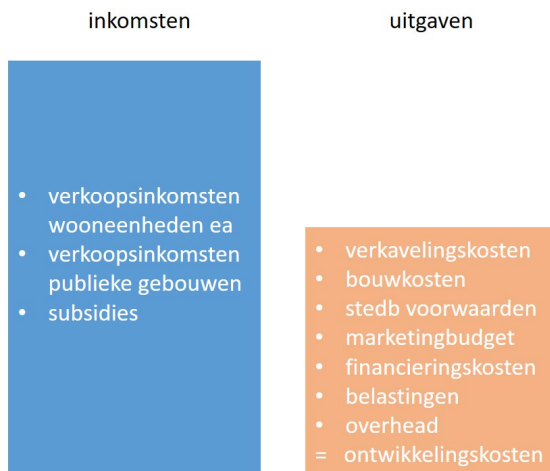 inkomsten
uitgaven
• verkoopsinkomsten
wooneenheden ea
• verkoopsinkomsten
publieke gebouwen
• subsidies
• verkavelingskosten
• bouwkosten
• stedb voorwaarden
• marketingbudget
• financieringskosten
• belastingen
• overhead
= ontwikkelingskosten